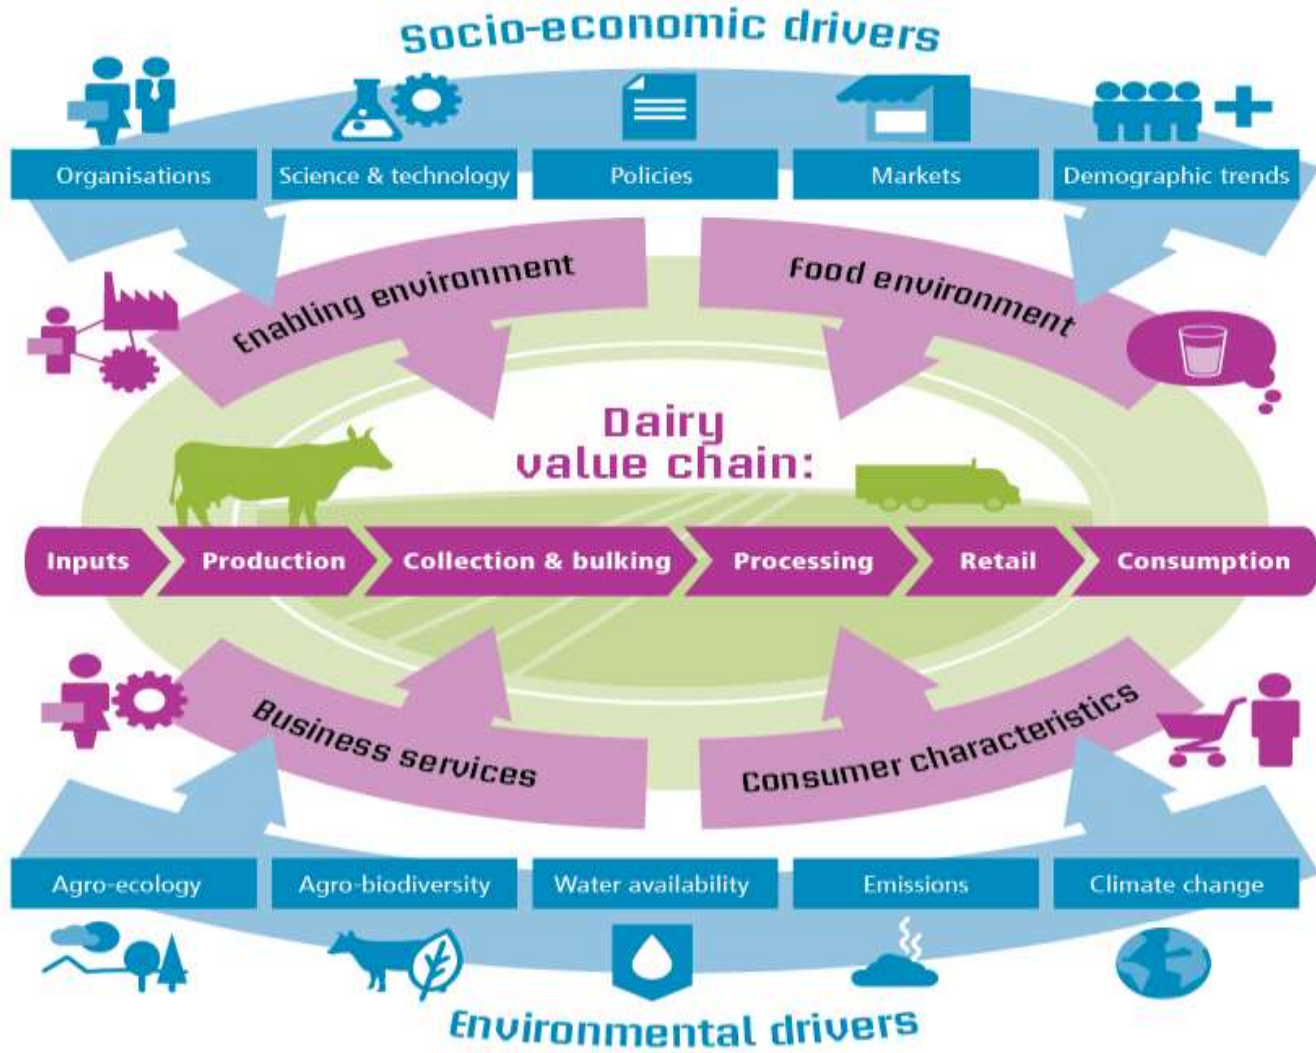 Socio-economic drivers
Organisations
Science & technology
Policies
Markets
Demographic trends
Enabling environment
Food environment
Dairy
value chain:
Inputs
Production
Collection & bulking
Processing
Retail
Consumption
Business services
Consumer characteristics
Agro-ecology
Agro-biodiversity
Water availability
Emissions
Climate change
Environmental drivers